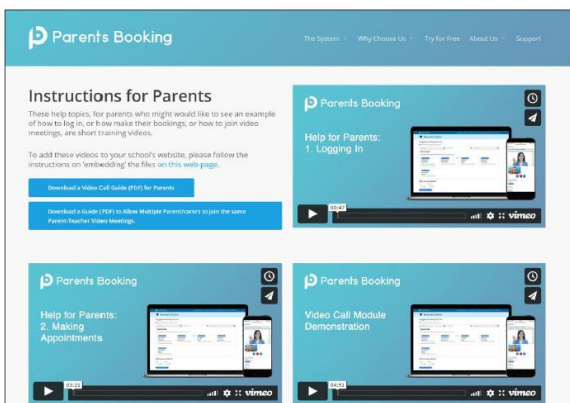 Parents Booking
The System
Why Choose Us
Try for Free
About Us
Support
Instructions for Parents
These help topics, for parents who might would like to see an example
of how to log in, or how make their bookings, or how to join video
meetings, are short training videos.
To add these videos to your school's website, please follow the
instructions on 'embedding' the files on this web-page.
Download a Video Call Guide (PDF) for Parents
Download a Guide (PDF) to Allow Multiple Parent/carers to join the same
Parent-Teacher Video Meetings.
Parents Booking
Help for Parents:
1. Logging In
00:47
vimeo
Parents Booking
Help for Parents:
2. Making
Appointments
03:21
vimeo
Parents Booking
Video Call Module
Demonstration
04:51
vimeo